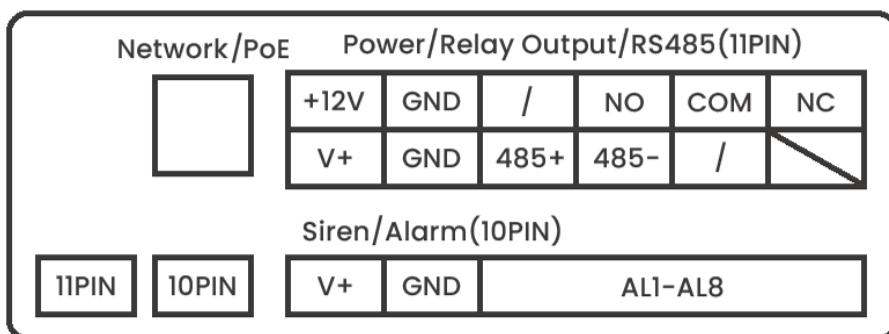 Network/PoE
Power/Relay Output/RS485(11PIN)
+12V GND / NO COM NC
V+ GND 485+ 485- /
Siren/Alarm(10PIN)
11PIN 10PIN V+ GND AL1-AL8